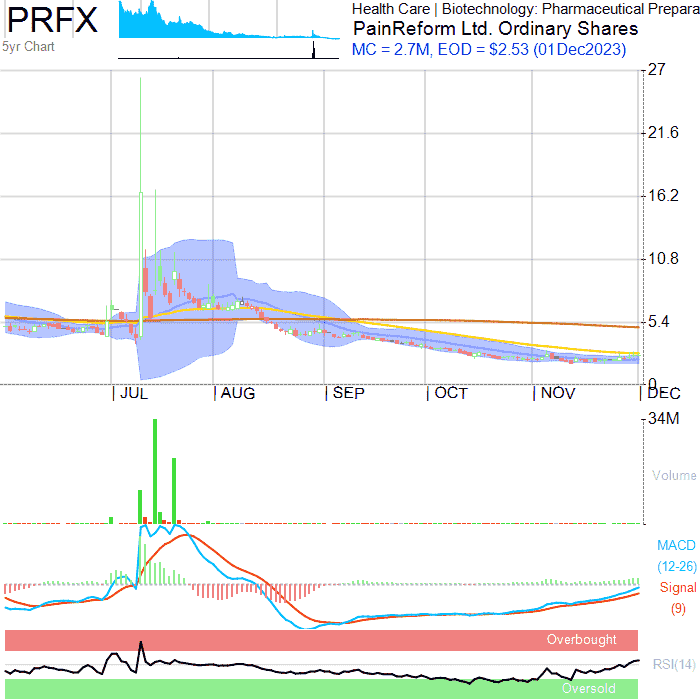 PRFX
5yr Chart
Health Care | Biotechnology: Pharmaceutical Prepara
PainReform Ltd. Ordinary Shares
MC = 2.7M, EOD = $2.53 (01Dec2023)
27
21.6
16.2
10.8
5.4
0
| JUL | AUG | SEP | OCT | NOV | DEC
34M
Volume
MACD
(12-26)
Signal
(9)
Overbought
RSI(14)
Oversold